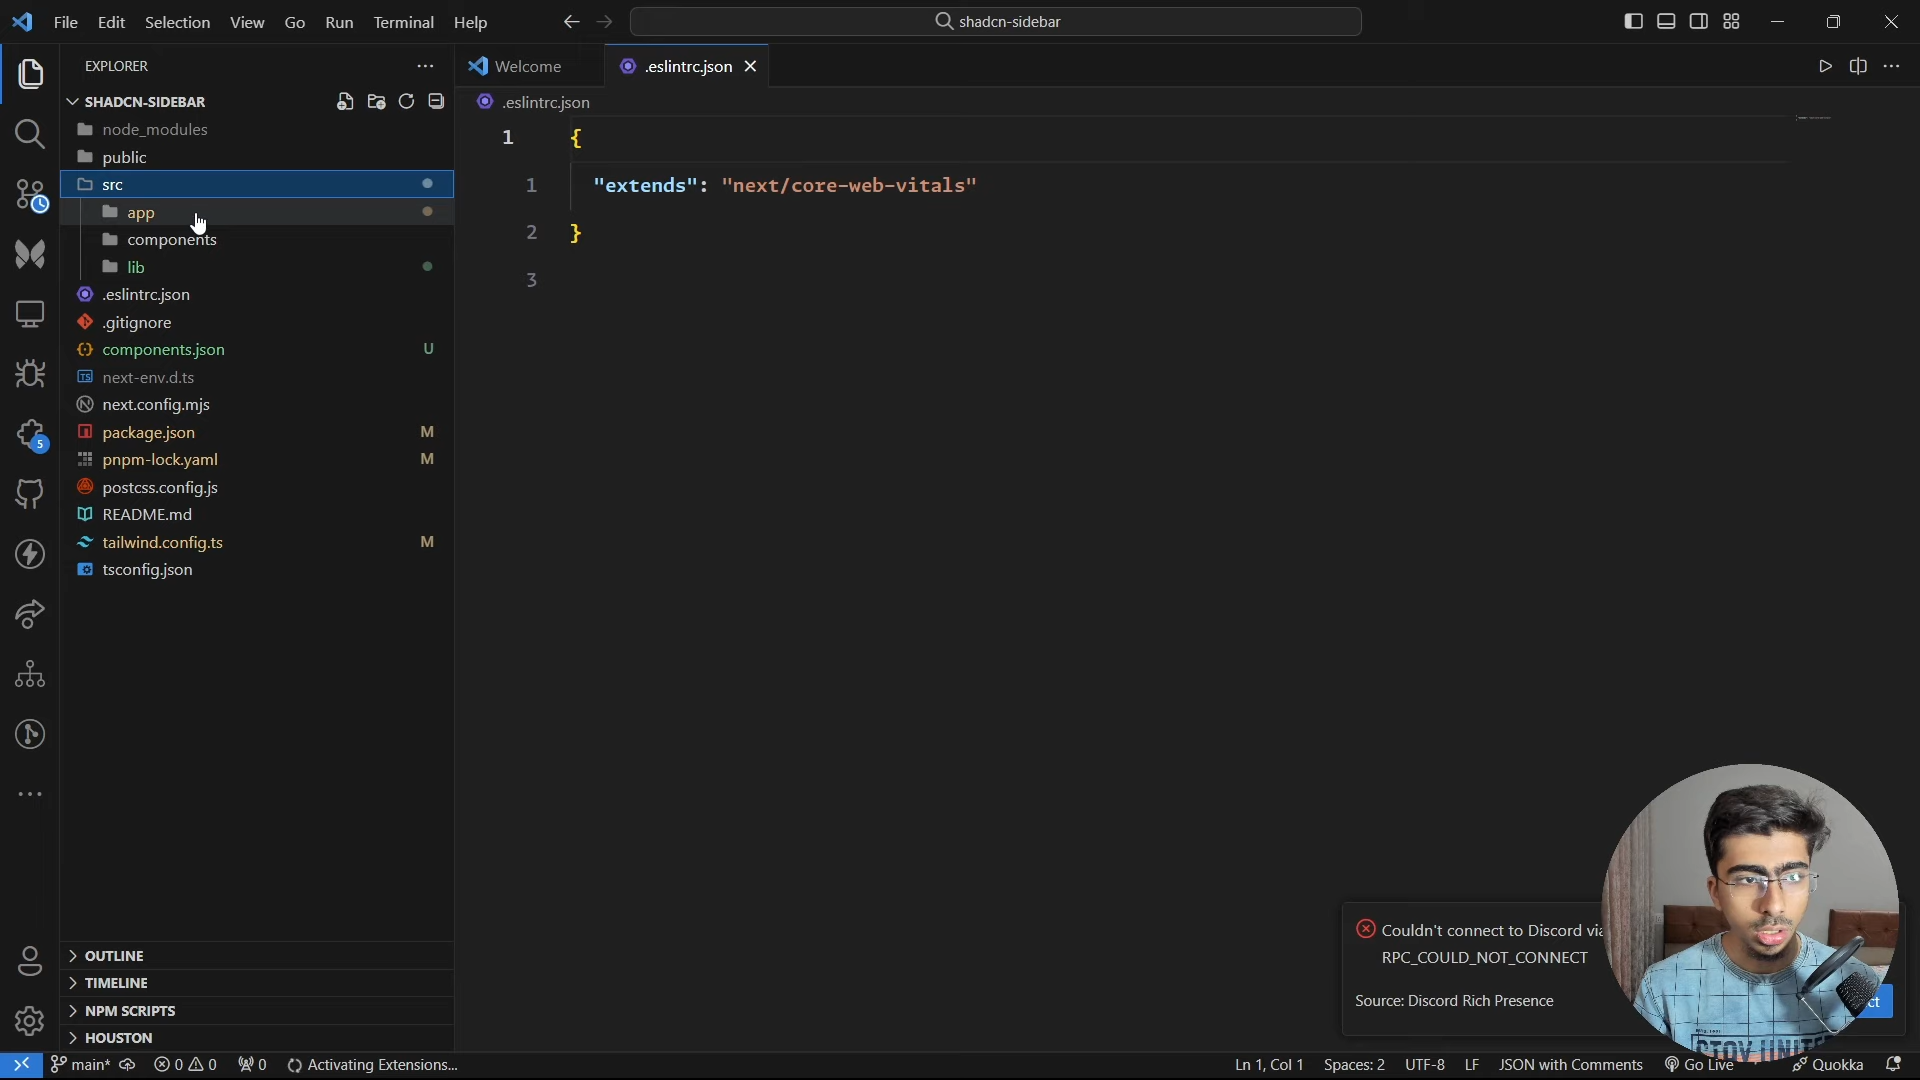 File Edit Selection View Go Run Terminal Help
shadcn-sidebar
EXPLORER
SHADCN-SIDEBAR
node_modules
public
src
app
components
lib
.eslintrc.json
.gitignore
components.json U
next-env.d.ts
next.config.mjs
package.json M
pnpm-lock.yaml M
postcss.config.js
README.md
tailwind.config.ts M
tsconfig.json
5
OUTLINE
TIMELINE
NPM SCRIPTS
HOUSTON
Welcome .eslintrc.json
.eslintrc.json
1 {
1 "extends": "next/core-web-vitals"
2 }
3
Couldn't connect to Discord via
RPC_COULD_NOT_CONNECT
Source: Discord Rich Presence
main* 0 0 0 Activating Extensions...
Ln 1, Col 1 Spaces: 2 UTF-8 LF JSON with Comments Go Live Quokka